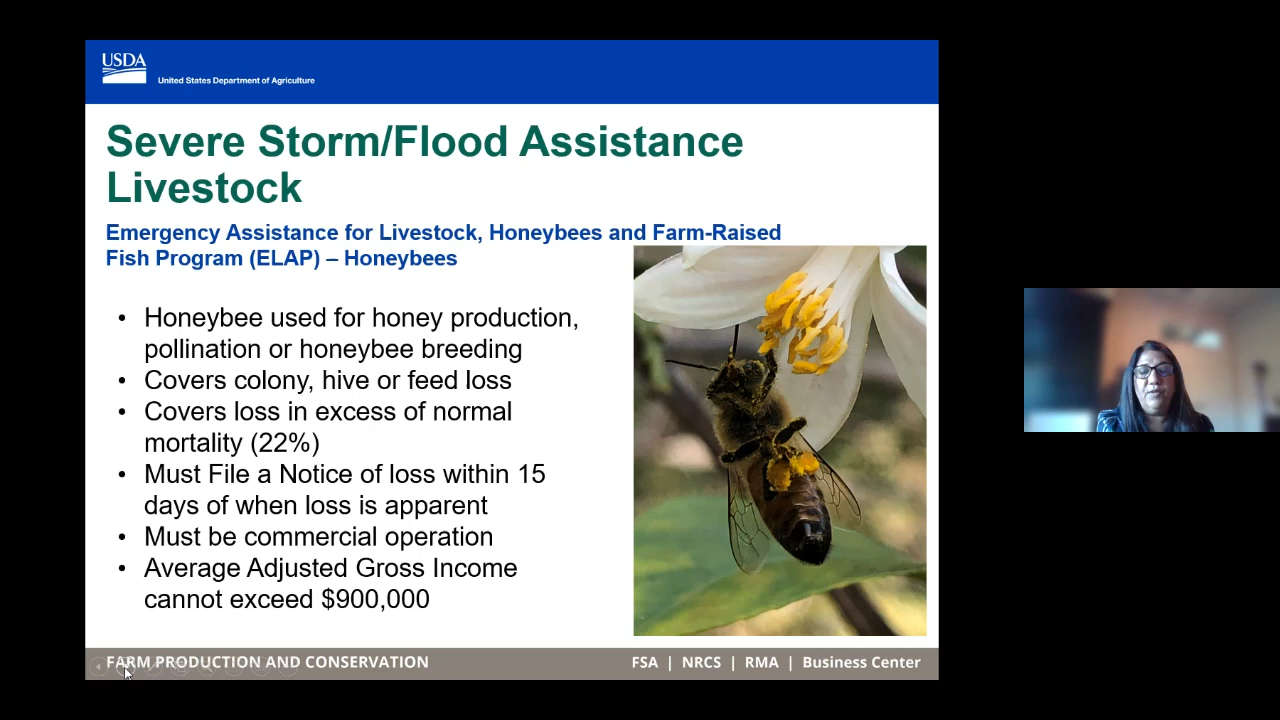 USDA
United States Department of Agriculture
Severe Storm/Flood Assistance
Livestock
Emergency Assistance for Livestock, Honeybees and Farm-Raised
Fish Program (ELAP) – Honeybees
• Honeybee used for honey production,
pollination or honeybee breeding
• Covers colony, hive or feed loss
• Covers loss in excess of normal
mortality (22%)
• Must File a Notice of loss within 15
days of when loss is apparent
• Must be commercial operation
• Average Adjusted Gross Income
cannot exceed $900,000
FARM PRODUCTION AND CONSERVATION
FSA | NRCS | RMA | Business Center